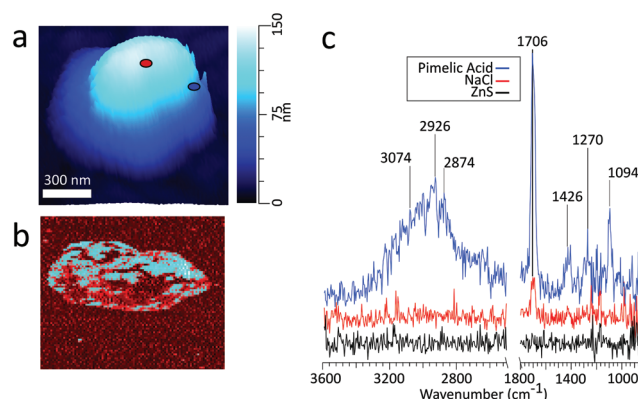 a
150
75
0
nm
300 nm
b
c
Pimelic Acid
NaCl
ZnS
1706
2926
3074
2874
1270
1426
1094
3600
3200
2800
1800
1400
1000
Wavenumber (cm-1)